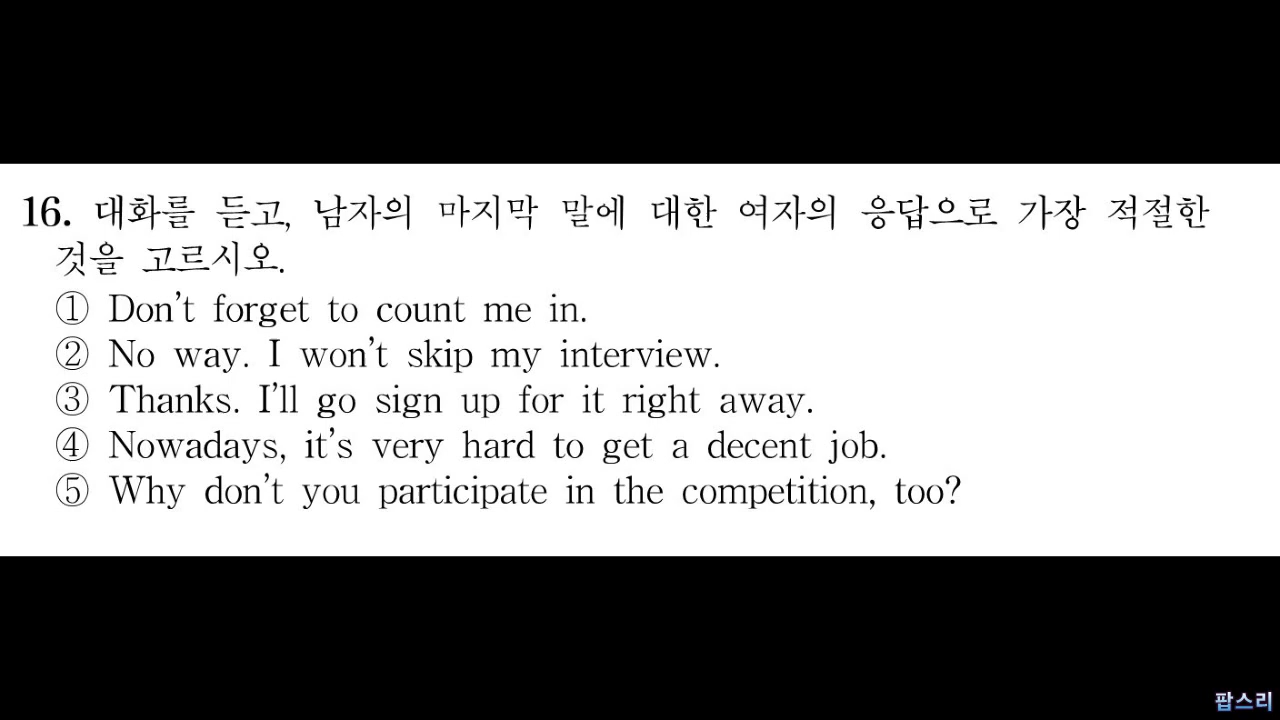 16. 대화를 듣고, 남자의 마지막 말에 대한 여자의 응답으로 가장 적절한
것을 고르시오.
① Don't forget to count me in.
② No way. I won't skip my interview.
③ Thanks. I'll go sign up for it right away.
④ Nowadays, it's very hard to get a decent job.
⑤ Why don't you participate in the competition, too?
팝스리